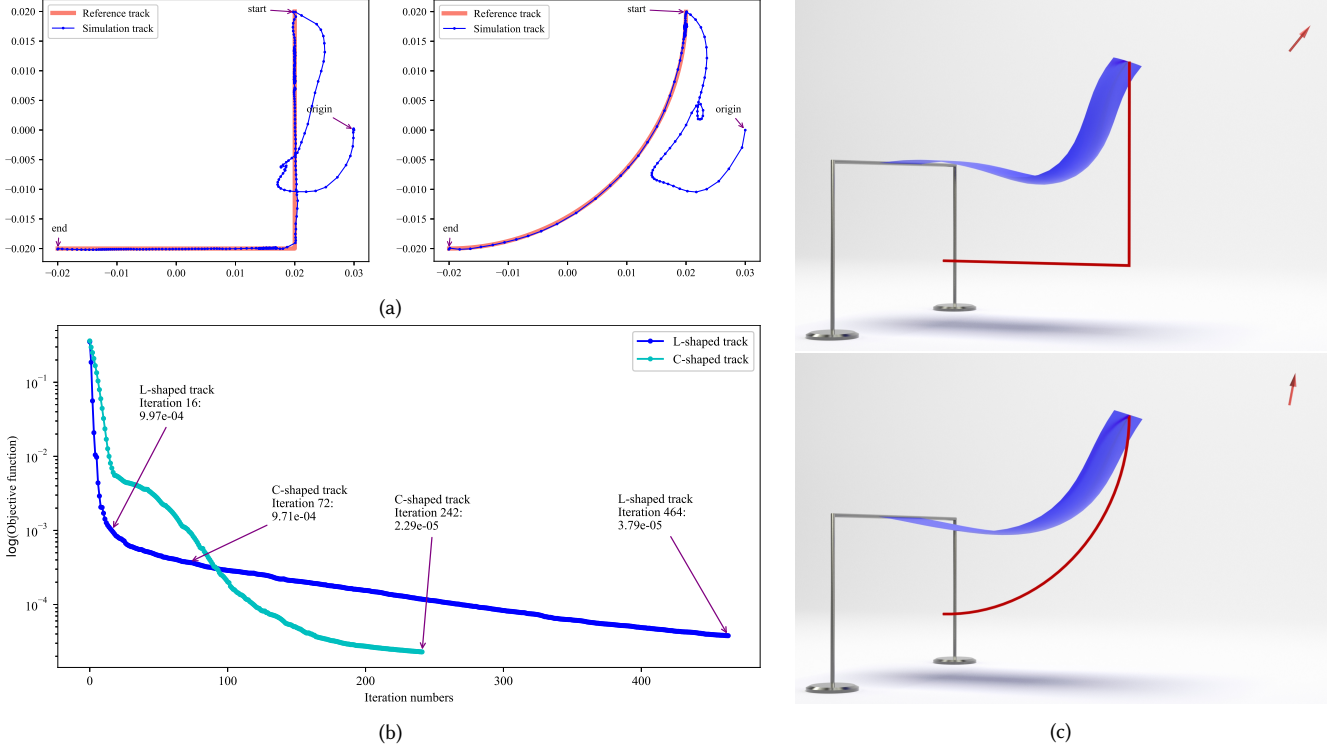 0.020
0.015
0.010
0.005
0.000
−0.005
−0.010
−0.015
−0.020
−0.02
−0.01
0.00
0.01
0.02
0.03
Reference track
Simulation track
start
origin
end
0.020
0.015
0.010
0.005
0.000
−0.005
−0.010
−0.015
−0.020
−0.02
−0.01
0.00
0.01
0.02
0.03
Reference track
Simulation track
start
origin
end
(a)
log(Objective function)
10⁻¹
10⁻²
10⁻³
10⁻⁴
L-shaped track
C-shaped track
L-shaped track
Iteration 16:
9.97e-04
C-shaped track
Iteration 72:
9.71e-04
C-shaped track
Iteration 242:
2.29e-05
L-shaped track
Iteration 464:
3.79e-05
0
100
200
300
400
Iteration numbers
(b)
(c)